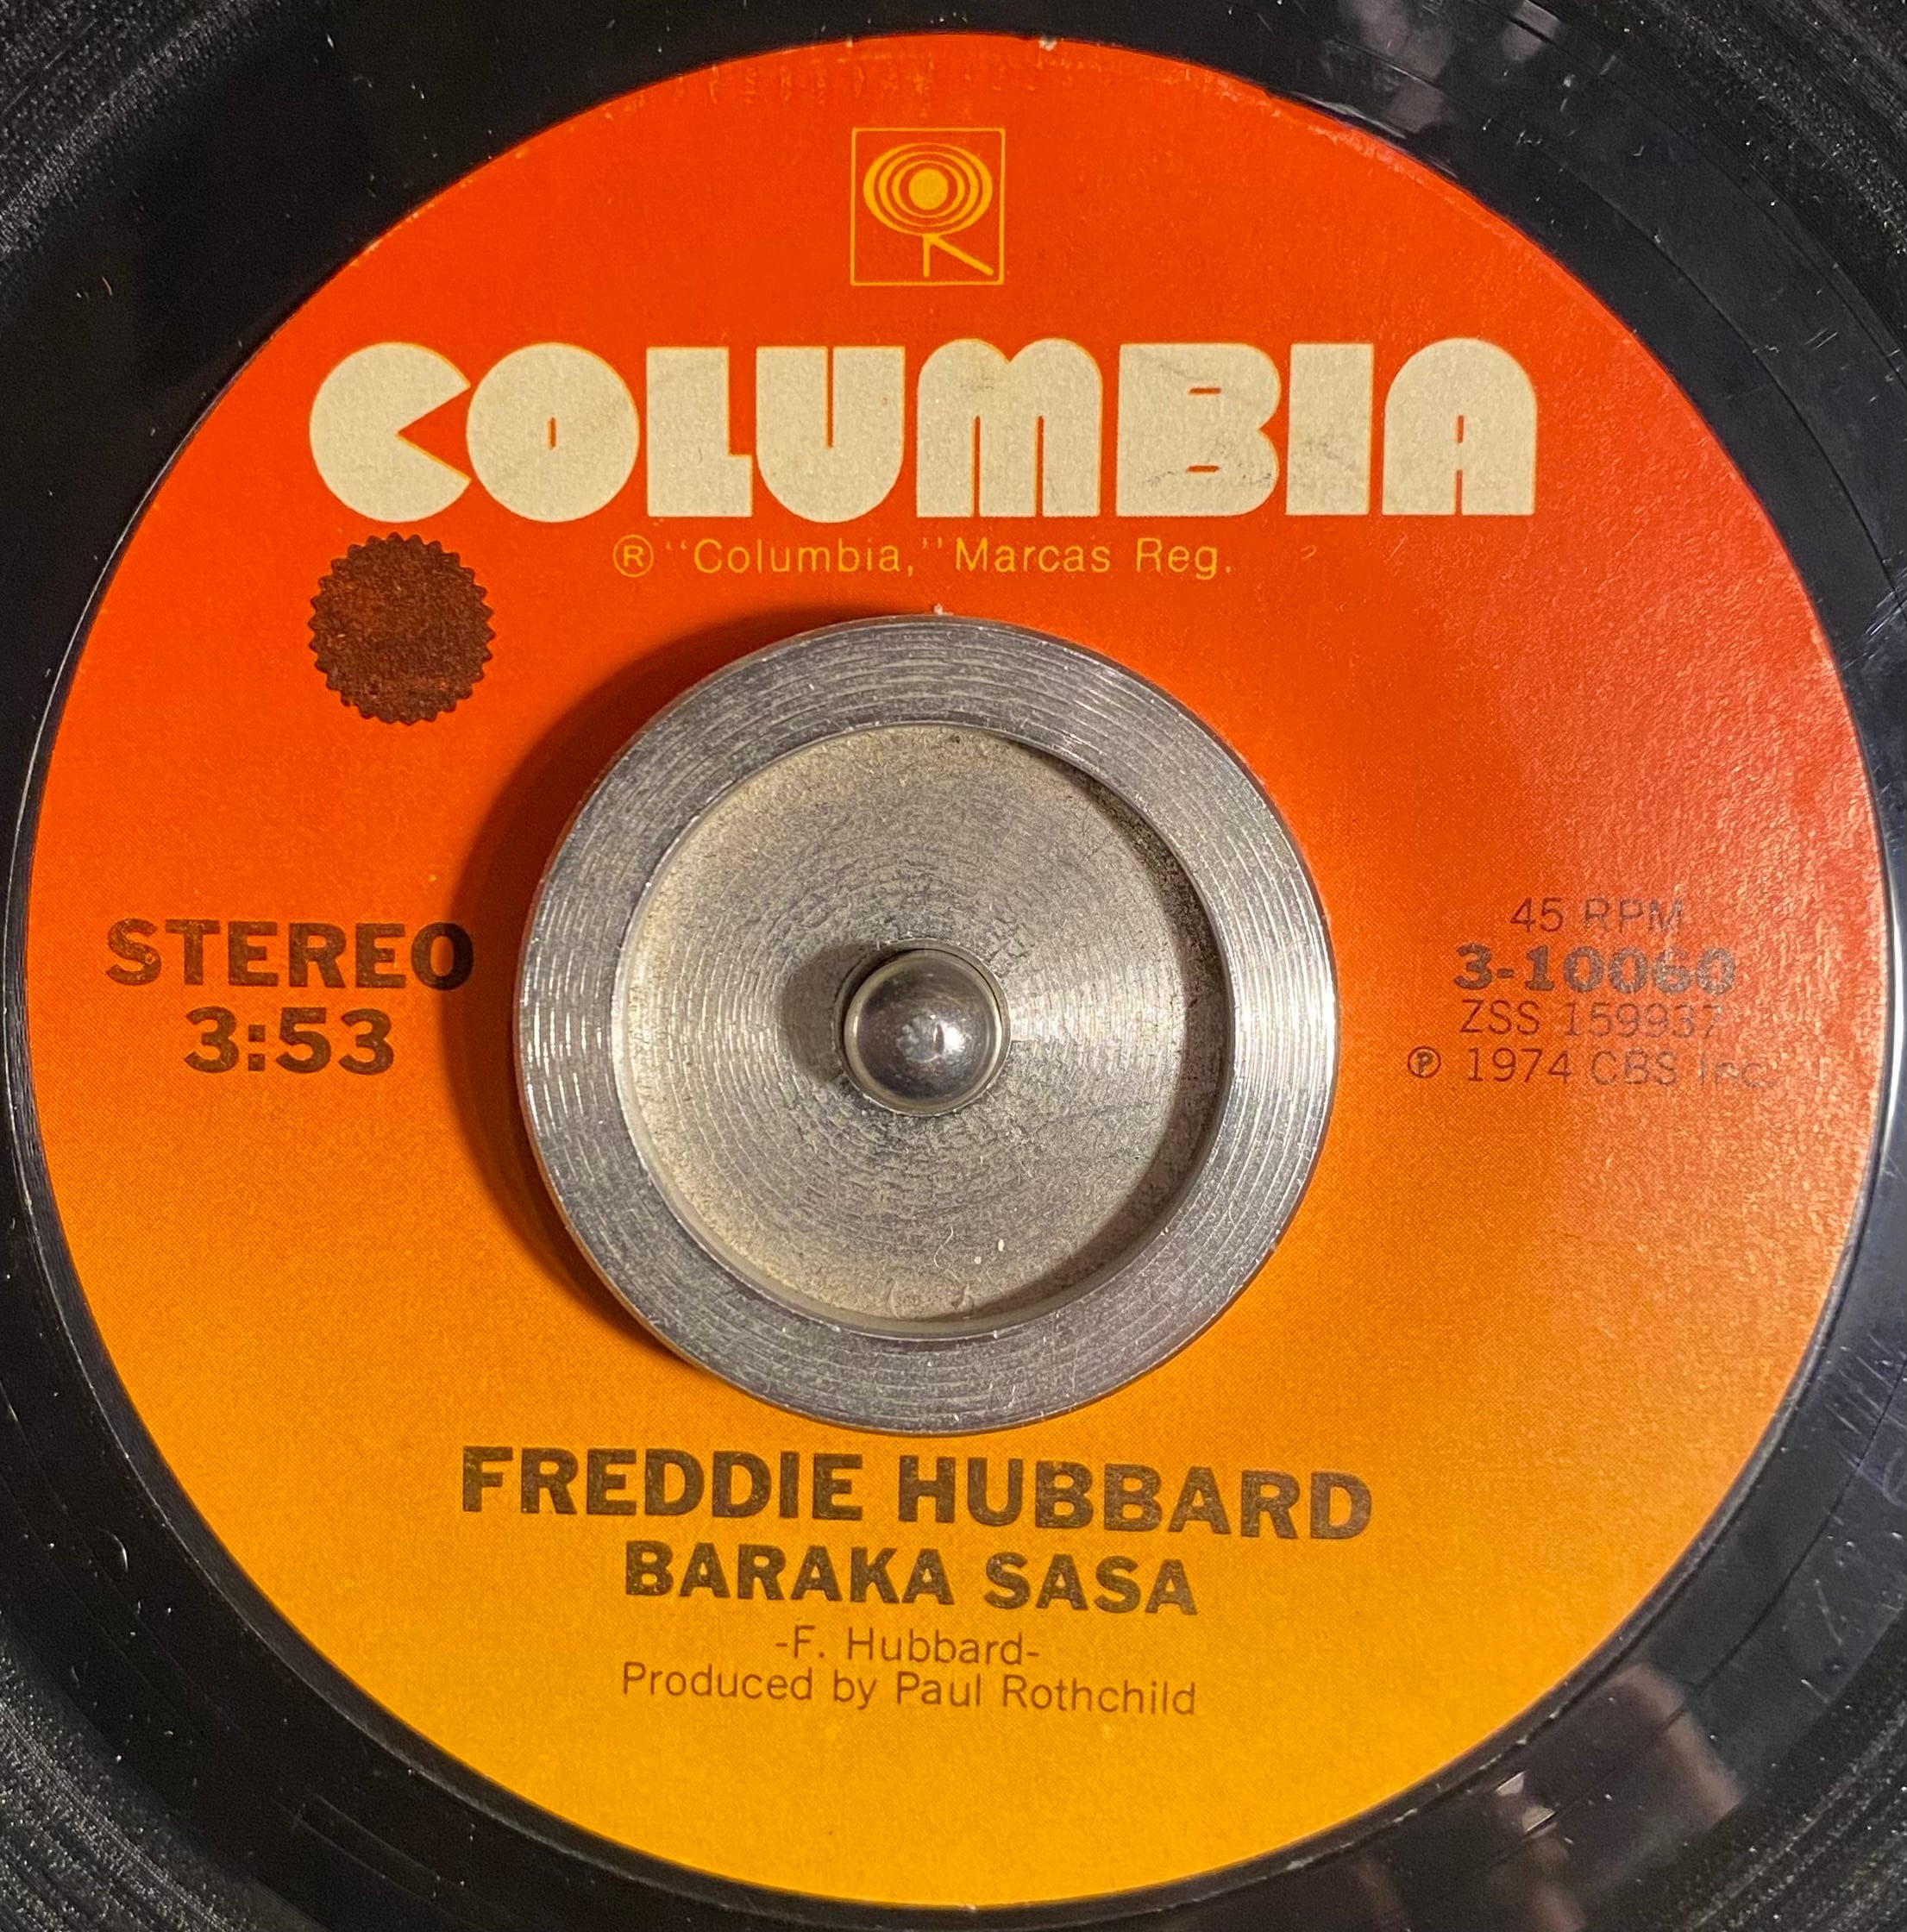 COLUMBIA
® "Columbia," Marcas Reg.
STEREO
3:53
45 RPM
3-10060
ZSS 159937
℗ 1974 CBS Inc.
FREDDIE HUBBARD
BARAKA SASA
-F. Hubbard-
Produced by Paul Rothchild